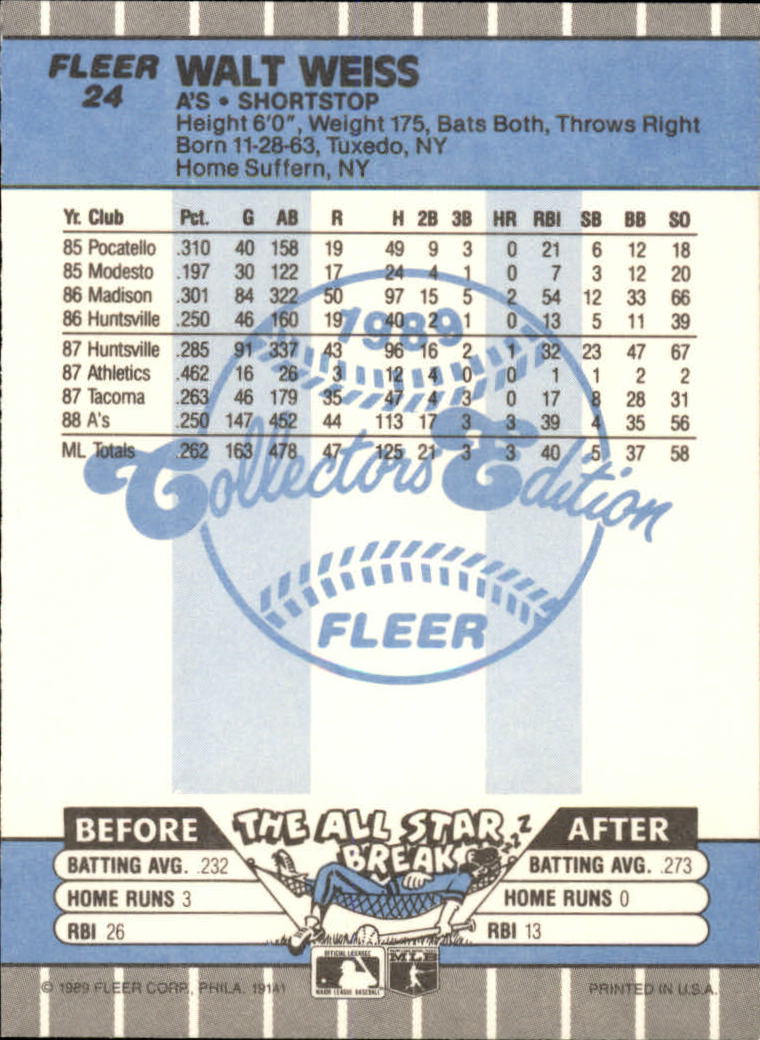 FLEER WALT WEISS
24 A'S • SHORTSTOP
Height 6'0", Weight 175, Bats Both, Throws Right
Born 11-28-63, Tuxedo, NY
Home Suffern, NY
Yr. Club Pct. G AB R H 2B 3B HR RBI SB BB SO
85 Pocatello .310 40 158 19 49 9 3 0 21 6 12 18
85 Modesto .197 30 122 17 24 4 1 0 7 3 12 20
86 Madison .301 84 322 50 97 15 5 2 54 12 33 66
86 Huntsville .250 46 160 19 40 2 1 0 13 5 11 39
87 Huntsville .285 91 337 43 96 16 2 1 32 23 47 67
87 Athletics .462 16 26 3 12 4 0 0 1 1 2 2
87 Tacoma .263 46 179 35 47 4 3 0 17 8 28 31
88 A's .250 147 452 44 113 17 3 3 39 4 35 56
ML Totals .262 163 478 47 125 21 3 3 40 5 37 58
1989
Collectors Edition
FLEER
BEFORE THE ALL STAR BREAK ZZZ AFTER
BATTING AVG. .232 BATTING AVG. .273
HOME RUNS 3 HOME RUNS 0
RBI 26 RBI 13
OFFICIAL LICENSEE
MAJOR LEAGUE BASEBALL
MLB
© 1989 FLEER CORP., PHILA. 19141 PRINTED IN U.S.A.